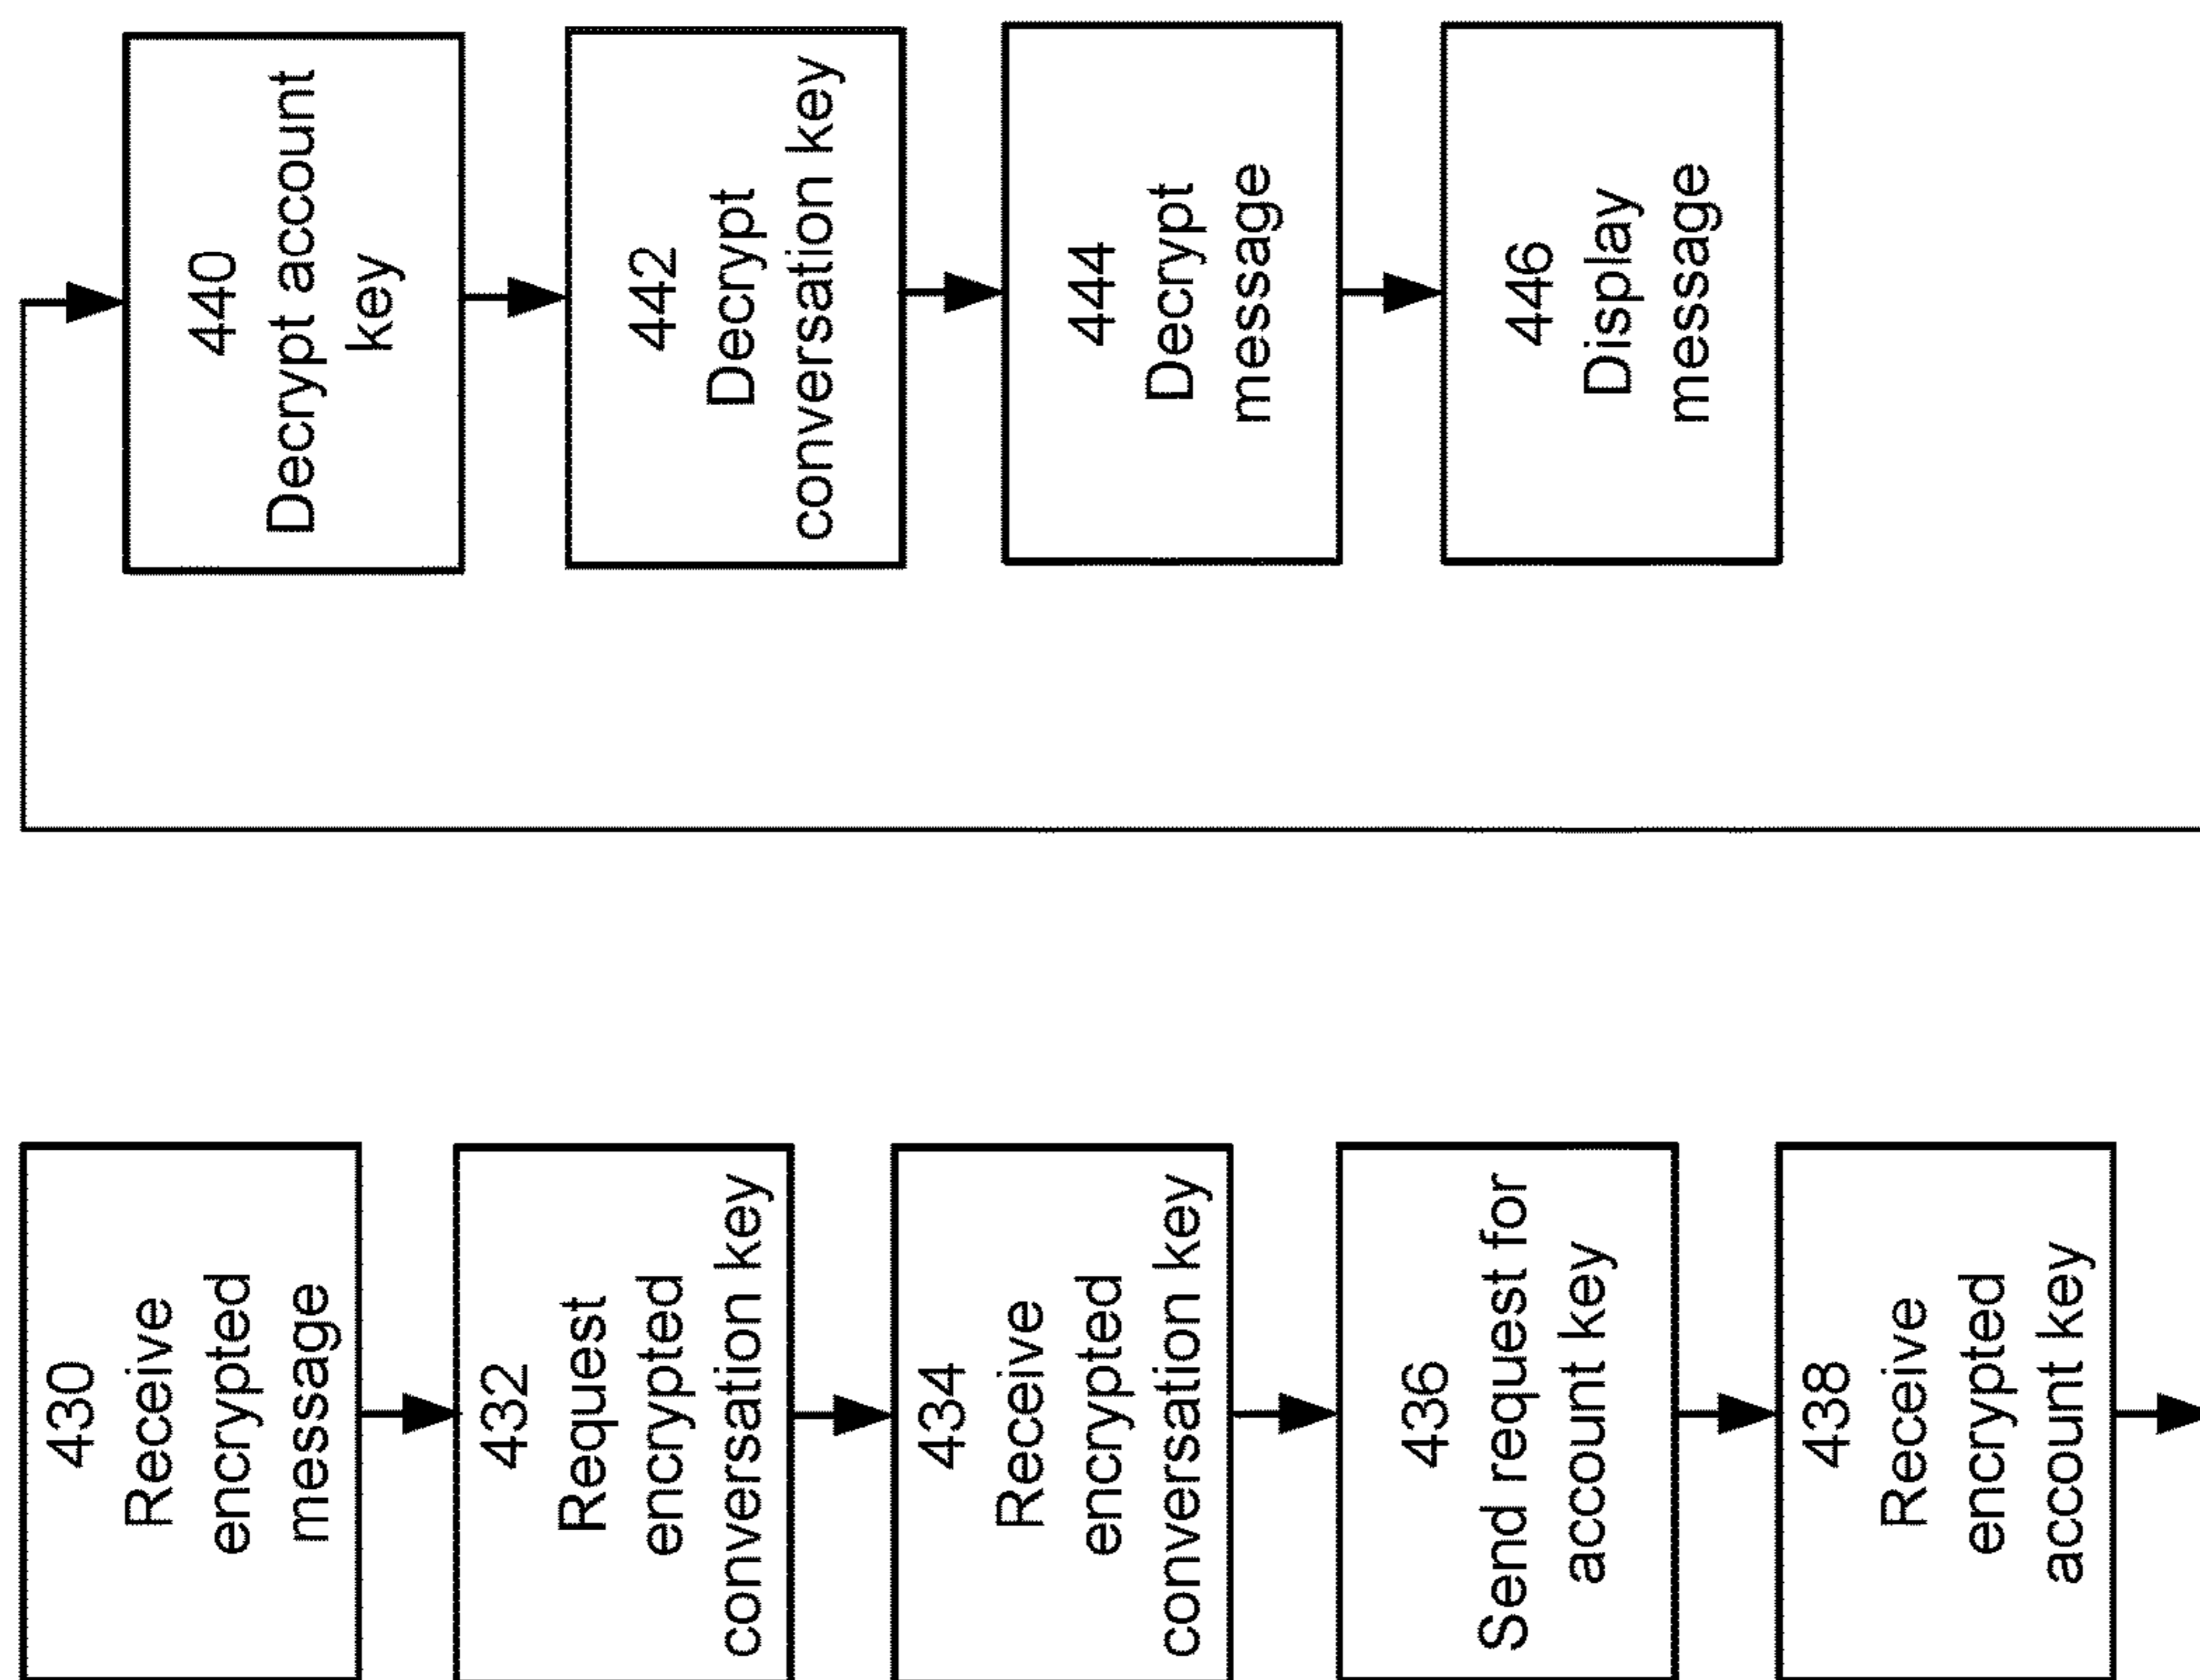 430
Receive
encrypted
message
432
Request
encrypted
conversation key
434
Receive
encrypted
conversation key
436
Send request for
account key
438
Receive
encrypted
account key
440
Decrypt account
key
442
Decrypt
conversation key
444
Decrypt
message
446
Display
message